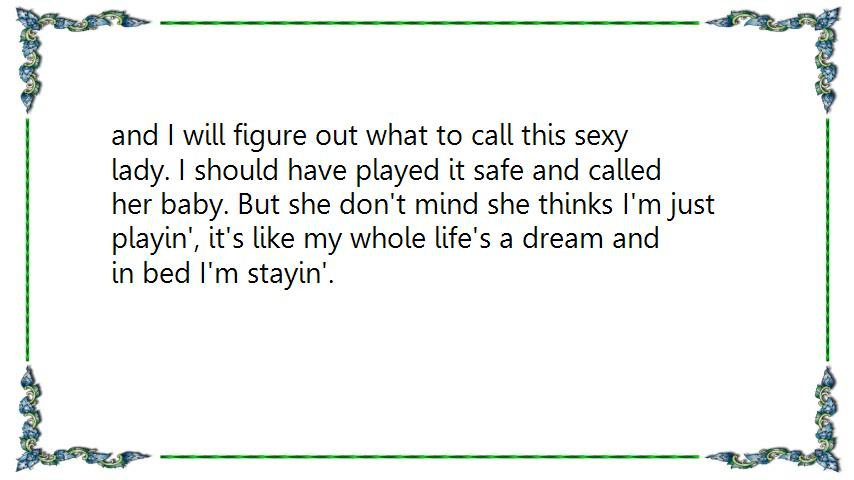 and I will figure out what to call this sexy
lady. I should have played it safe and called
her baby. But she don't mind she thinks I'm just
playin', it's like my whole life's a dream and
in bed I'm stayin'.